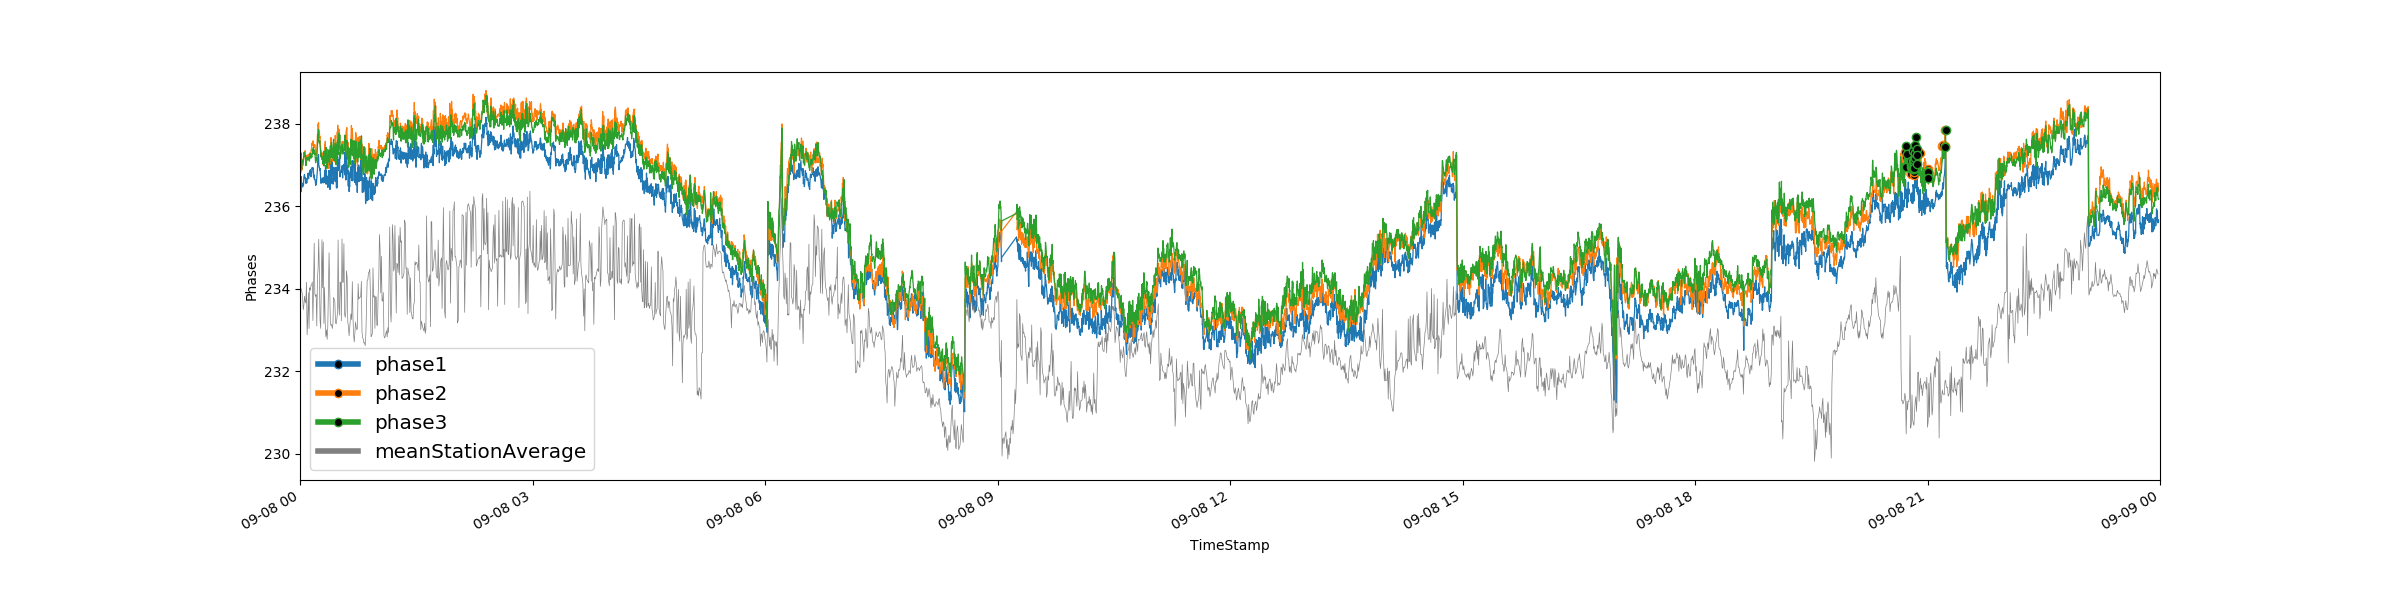 238
236
234
232
230
Phases
phase1
phase2
phase3
meanStationAverage
09-08 00
09-08 03
09-08 06
09-08 09
09-08 12
09-08 15
09-08 18
09-08 21
09-09 00
TimeStamp